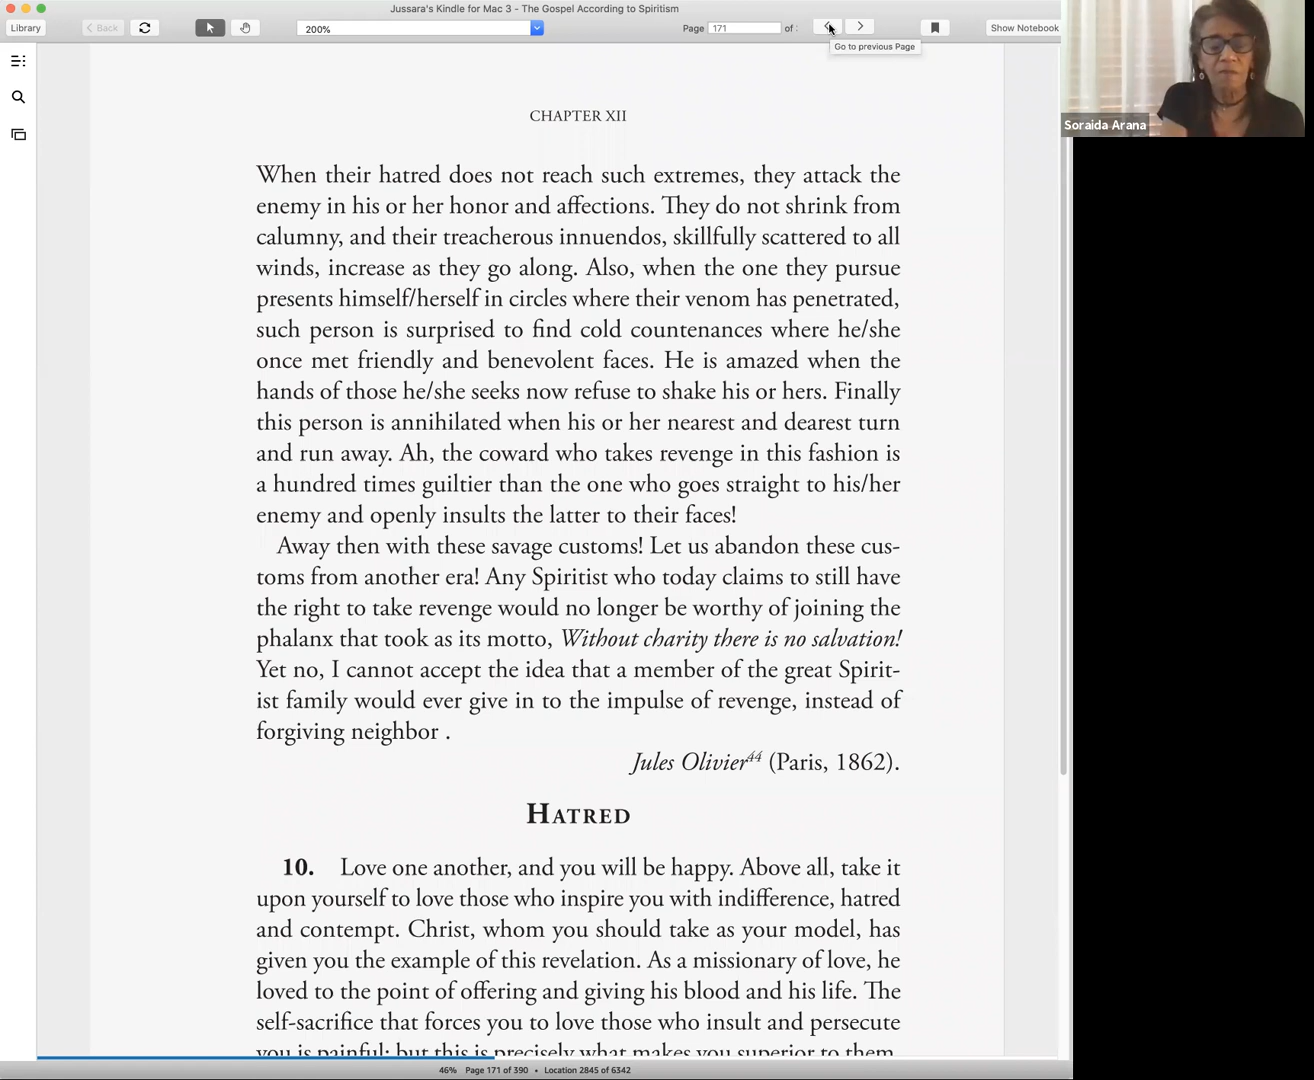 Jussara's Kindle for Mac 3 - The Gospel According to Spiritism
Library
Back
200%
Page
171
of :
Show Notebook
Go to previous Page
Soraida Arana
CHAPTER XII
When their hatred does not reach such extremes, they attack the
enemy in his or her honor and affections. They do not shrink from
calumny, and their treacherous innuendos, skillfully scattered to all
winds, increase as they go along. Also, when the one they pursue
presents himself/herself in circles where their venom has penetrated,
such person is surprised to find cold countenances where he/she
once met friendly and benevolent faces. He is amazed when the
hands of those he/she seeks now refuse to shake his or hers. Finally
this person is annihilated when his or her nearest and dearest turn
and run away. Ah, the coward who takes revenge in this fashion is
a hundred times guiltier than the one who goes straight to his/her
enemy and openly insults the latter to their faces!
Away then with these savage customs! Let us abandon these cus-
toms from another era! Any Spiritist who today claims to still have
the right to take revenge would no longer be worthy of joining the
phalanx that took as its motto, Without charity there is no salvation!
Yet no, I cannot accept the idea that a member of the great Spirit-
ist family would ever give in to the impulse of revenge, instead of
forgiving neighbor .
Jules Olivier44 (Paris, 1862).
HATRED
10. Love one another, and you will be happy. Above all, take it
upon yourself to love those who inspire you with indifference, hatred
and contempt. Christ, whom you should take as your model, has
given you the example of this revelation. As a missionary of love, he
loved to the point of offering and giving his blood and his life. The
self-sacrifice that forces you to love those who insult and persecute
you is painful; but this is precisely what makes you superior to them.
46% Page 171 of 390 • Location 2845 of 6342